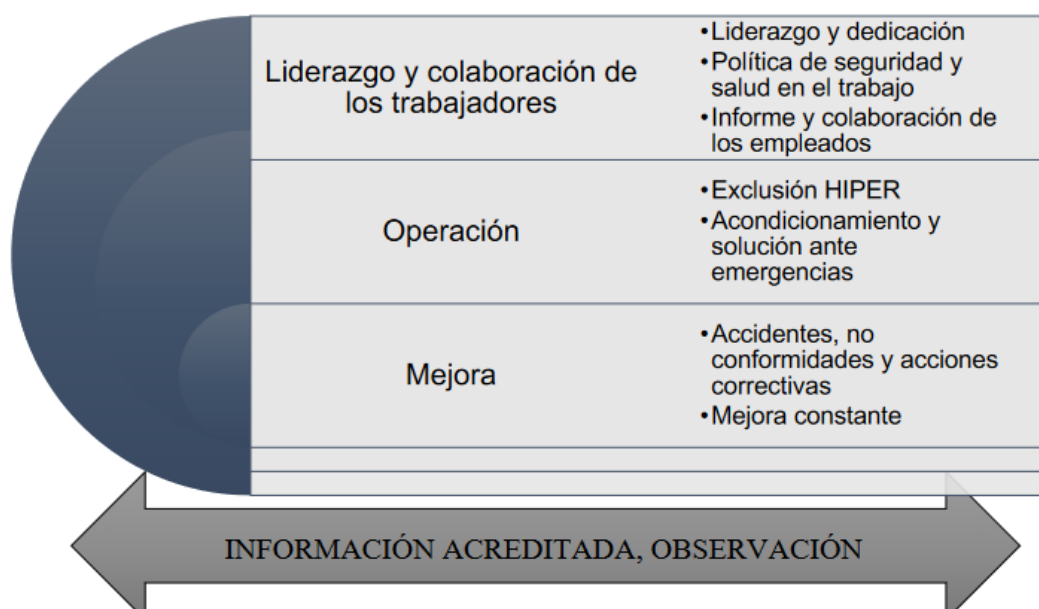 Liderazgo y colaboración de
los trabajadores
•Liderazgo y dedicación
•Política de seguridad y
salud en el trabajo
•Informe y colaboración de
los empleados
Operación
•Exclusión HIPER
•Acondicionamiento y
solución ante
emergencias
Mejora
•Accidentes, no
conformidades y acciones
correctivas
•Mejora constante
INFORMACIÓN ACREDITADA, OBSERVACIÓN